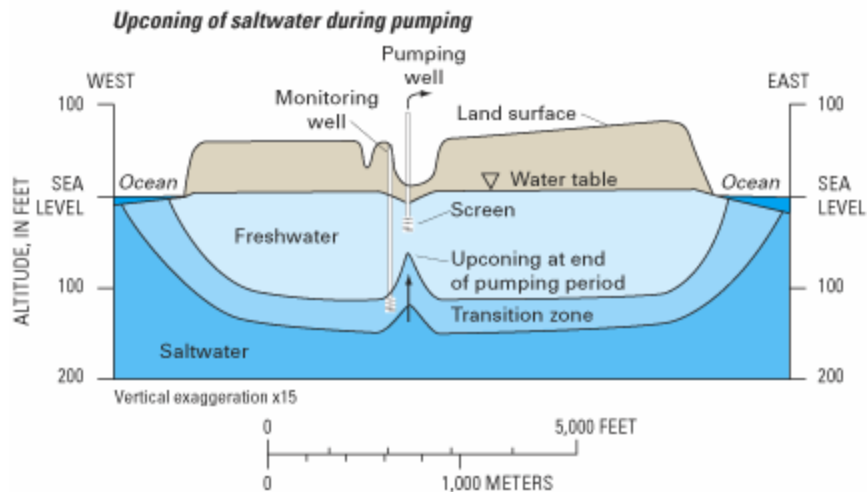 Upconing of saltwater during pumping
Pumping
well
WEST
EAST
100
Monitoring
well
Land surface
100
SEA
LEVEL
Ocean
Water table
Ocean
SEA
LEVEL
Screen
Freshwater
Upconing at end
of pumping period
ALTITUDE, IN FEET
100
100
Transition zone
Saltwater
200
200
Vertical exaggeration x15
0
5,000 FEET
0
1,000 METERS